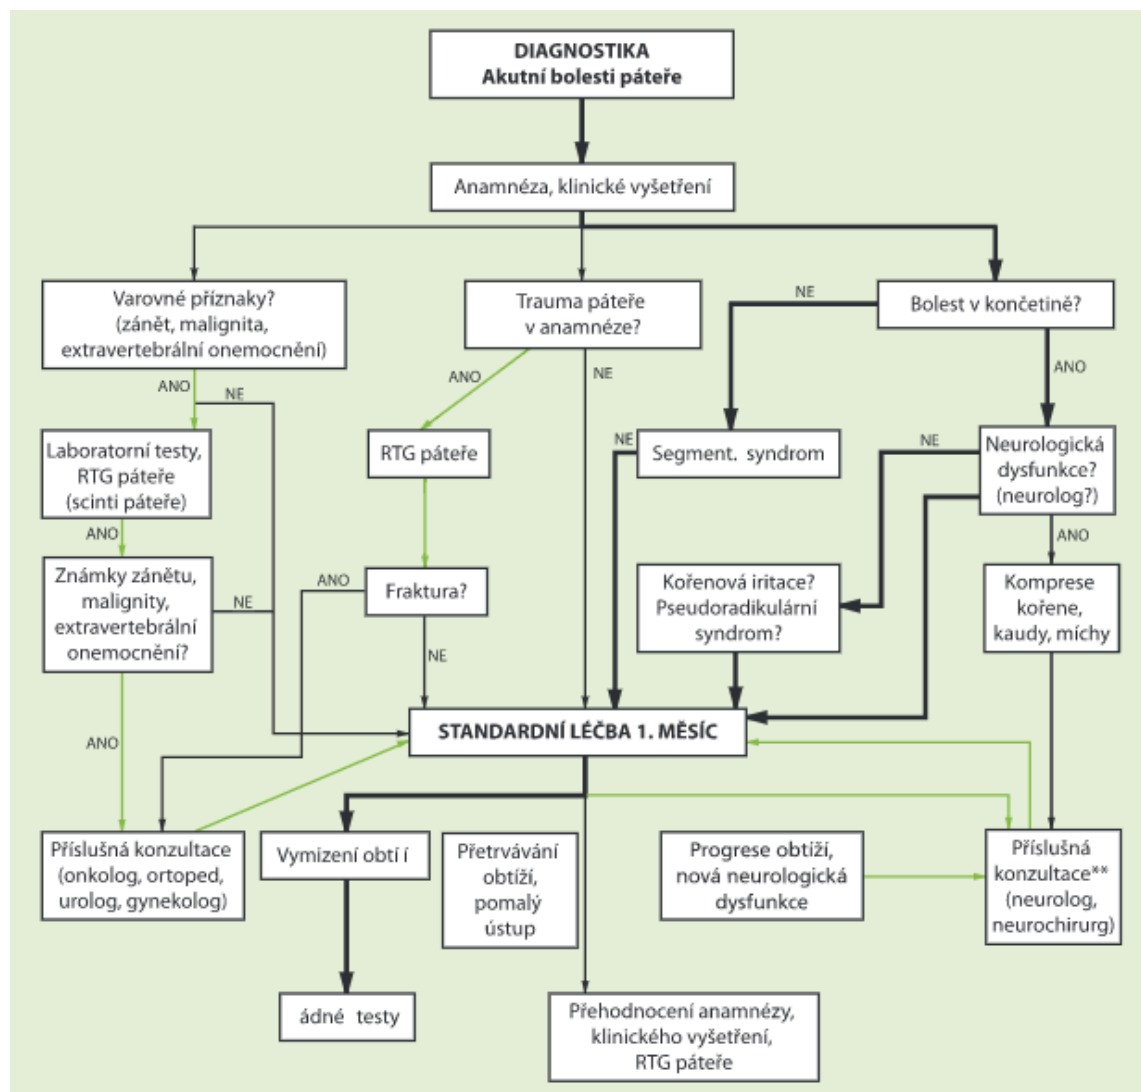 DIAGNOSTIKA
Akutní bolesti páteře
Anamnéza, klinické vyšetření
Varovné příznaky?
(zánět, malignita,
extravertebrální onemocnění)
Trauma páteře
v anamnéze?
NE
Bolest v končetině?
ANO
NE
ANO
NE
ANO
Laboratorní testy,
RTG páteře
(scinti páteře)
RTG páteře
NE
Segment. syndrom
NE
Neurologická
dysfunkce?
(neurolog?)
ANO
ANO
Známky zánětu,
malignity,
extravertebrální
onemocnění?
NE
ANO
Fraktura?
NE
Kořenová iritace?
Pseudoradikulární
syndrom?
Komprese
kořene,
kaudy, míchy
STANDARDNÍ LÉČBA 1. MĚSÍC
ANO
Příslušná konzultace
(onkolog, ortoped,
urolog, gynekolog)
Vymizení obtí í
Přetrvávání
obtíží,
pomalý
ústup
Progrese obtíží,
nová neurologická
dysfunkce
Příslušná
konzultace**
(neurolog,
neurochirurg)
ádné testy
Přehodnocení anamnézy,
klinického vyšetření,
RTG páteře